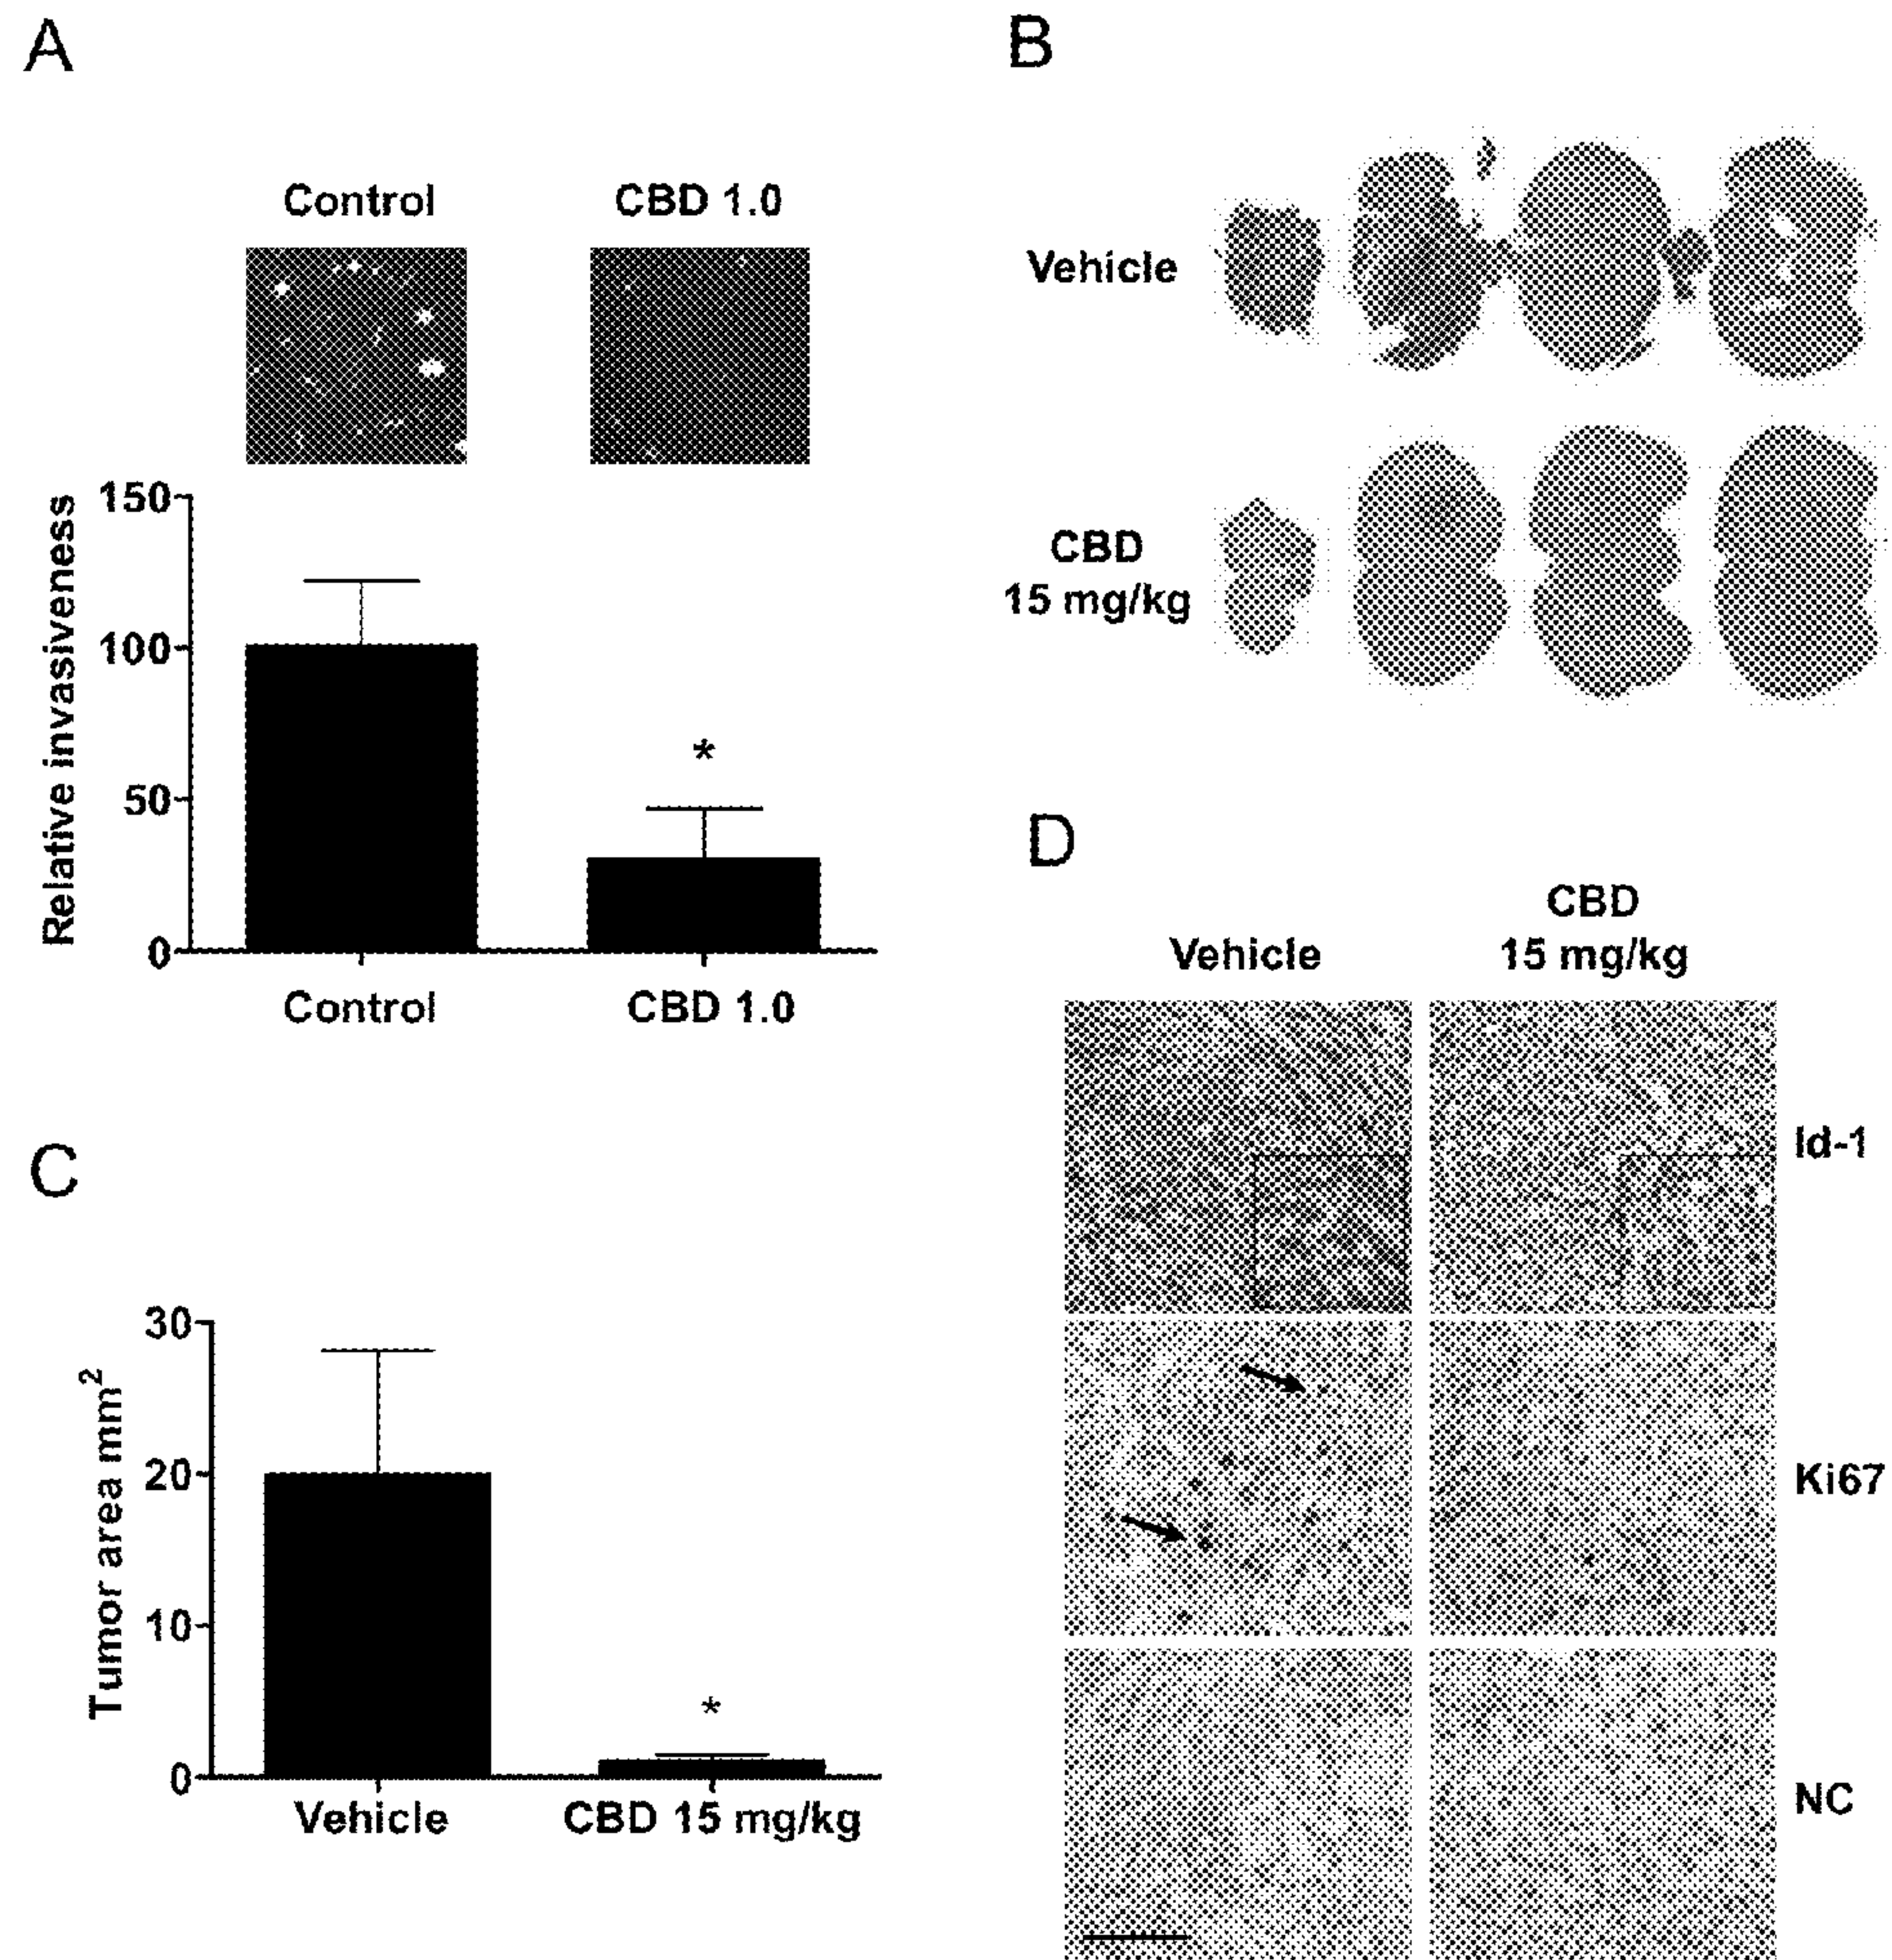 A
Control
CBD 1.0
150
100
50
0
Relative invasiveness
*
Control
CBD 1.0
B
Vehicle
CBD
15 mg/kg
C
30
20
10
0
Tumor area mm²
*
Vehicle
CBD 15 mg/kg
D
Vehicle
CBD
15 mg/kg
Id-1
Ki67
NC